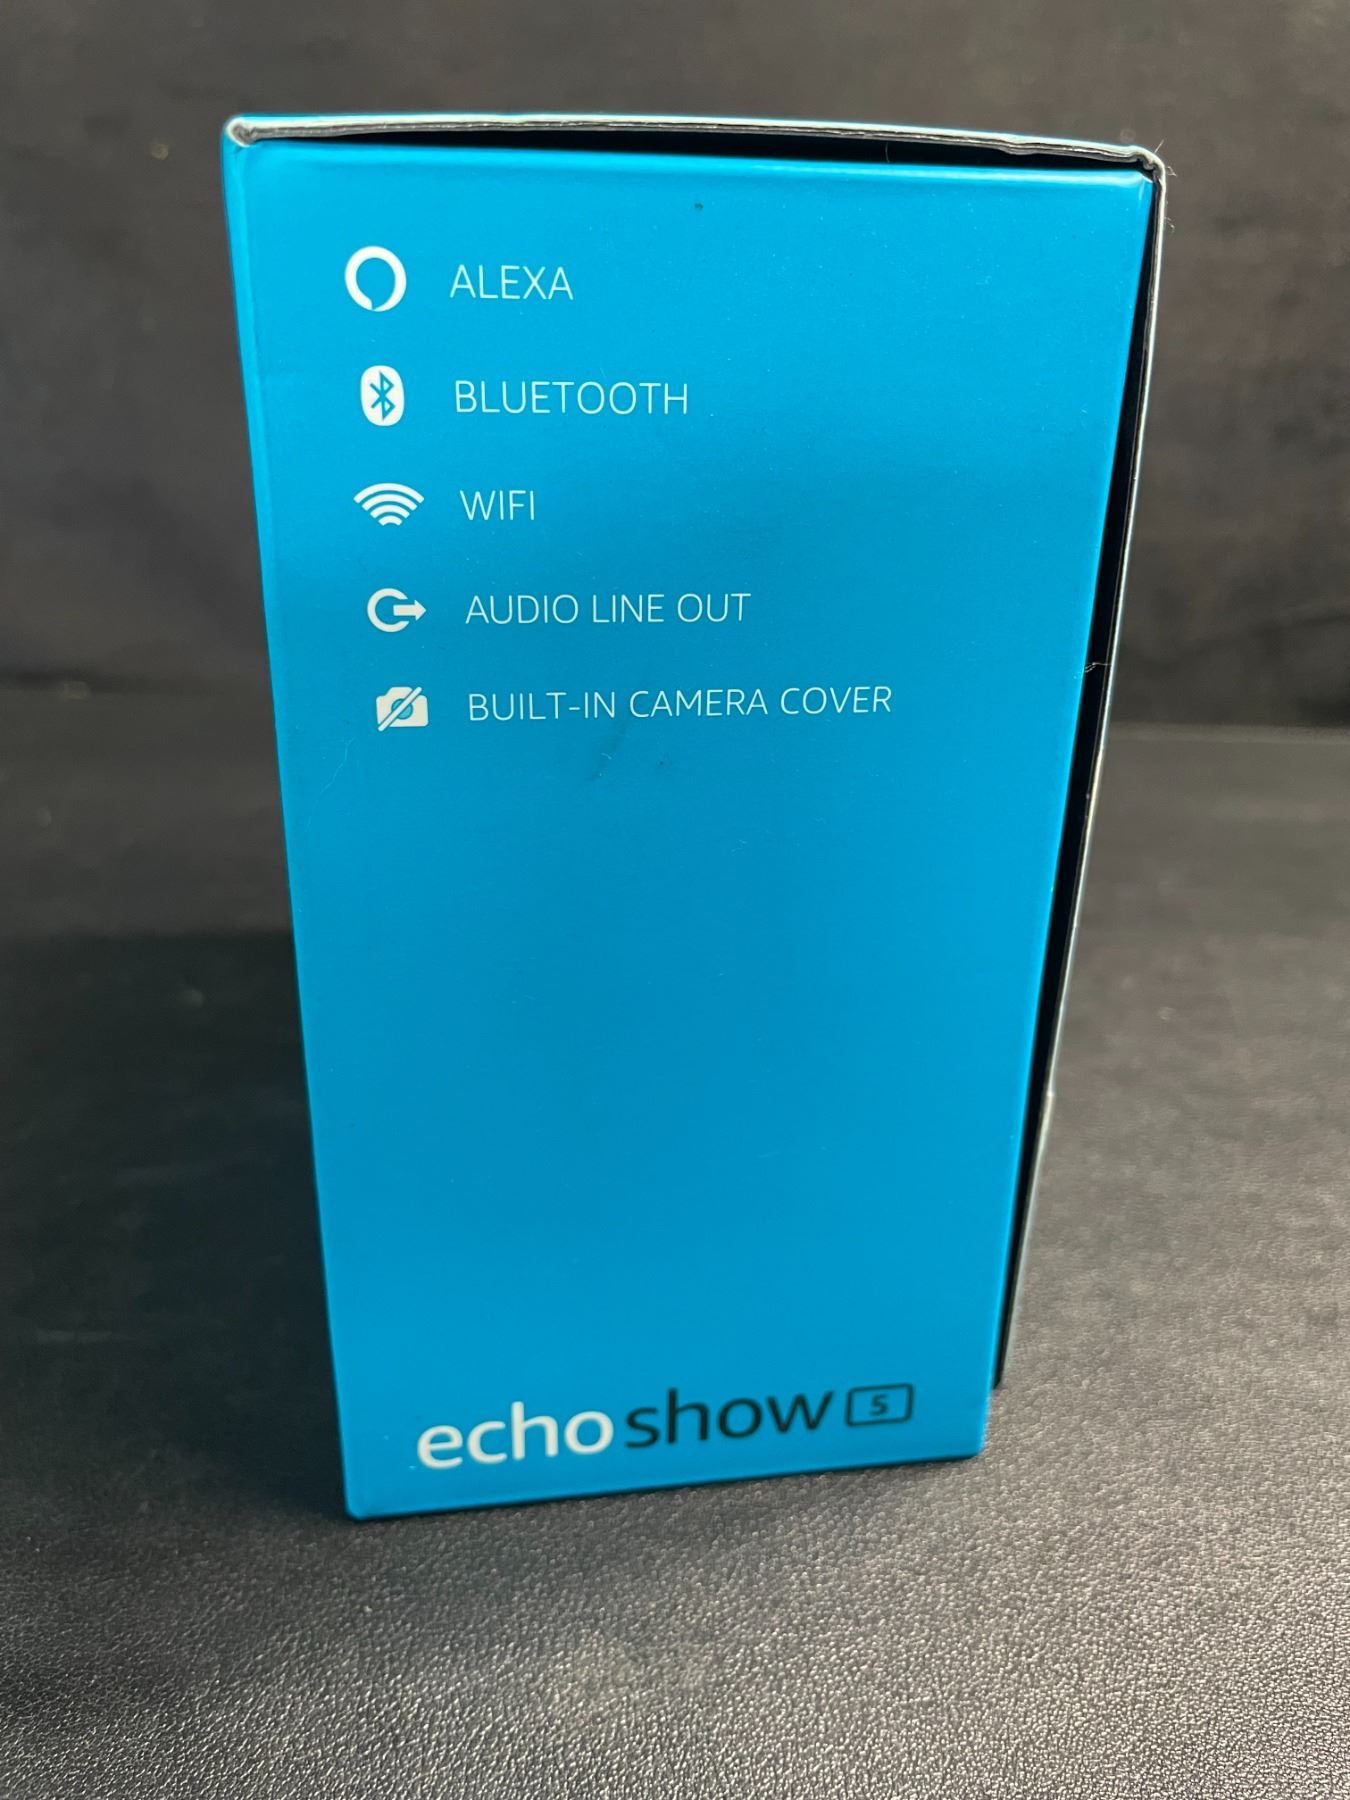 ALEXA
BLUETOOTH
WIFI
AUDIO LINE OUT
BUILT-IN CAMERA COVER
echo show 5